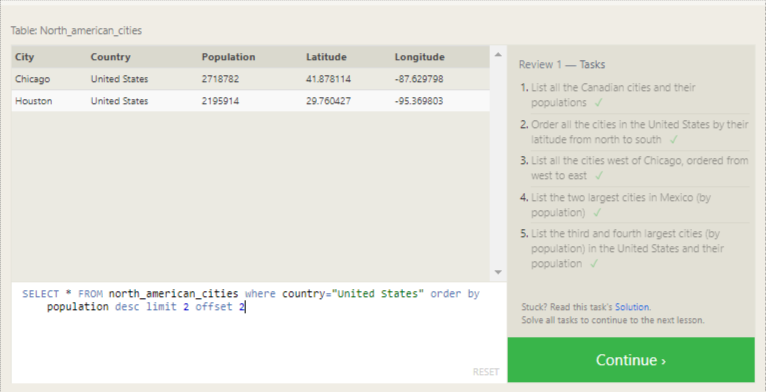 Table: North_american_cities
City Country Population Latitude Longitude
Chicago United States 2718782 41.878114 -87.629798
Houston United States 2195914 29.760427 -95.369803
SELECT * FROM north_american_cities where country="United States" order by
population desc limit 2 offset 2
RESET
Review 1 — Tasks
1. List all the Canadian cities and their
populations ✓
2. Order all the cities in the United States by their
latitude from north to south ✓
3. List all the cities west of Chicago, ordered from
west to east ✓
4. List the two largest cities in Mexico (by
population) ✓
5. List the third and fourth largest cities (by
population) in the United States and their
population ✓
Stuck? Read this task's Solution.
Solve all tasks to continue to the next lesson.
Continue ›